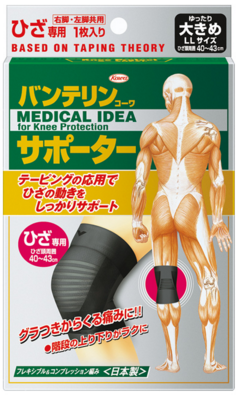 ひざ専用
右脚・左脚共用
1枚入り
BASED ON TAPING THEORY
ゆったり
大きめ
LLサイズ
ひざ頭周囲 40～43cm
Kowa
バンテリンコーワ
MEDICAL IDEA
for Knee Protection
サポーター
テーピングの応用で
ひざの動きを
しっかりサポート
ひざ専用
ひざ頭周囲
40～43cm
グラつきからくる痛みに!!
●階段の上り下りがラクに
フレキシブル&コンプレッション編み <日本製>